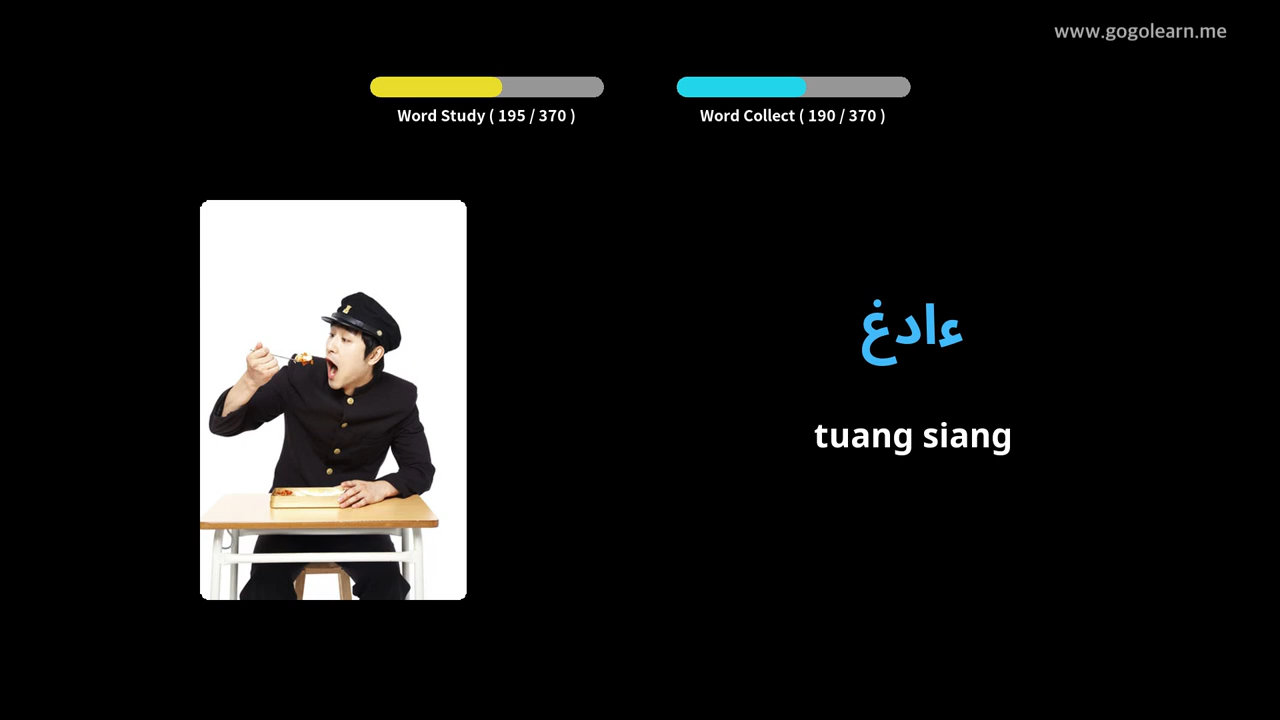 www.gogolearn.me
Word Study ( 195 / 370 )
Word Collect ( 190 / 370 )
ءادغ
tuang siang